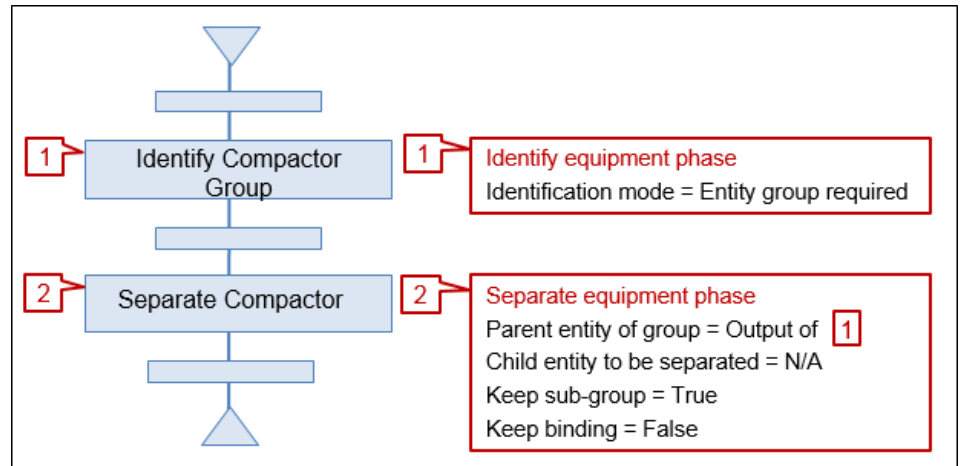 1
Identify Compactor
Group
1
Identify equipment phase
Identification mode = Entity group required
2
Separate Compactor
2
Separate equipment phase
Parent entity of group = Output of 1
Child entity to be separated = N/A
Keep sub-group = True
Keep binding = False